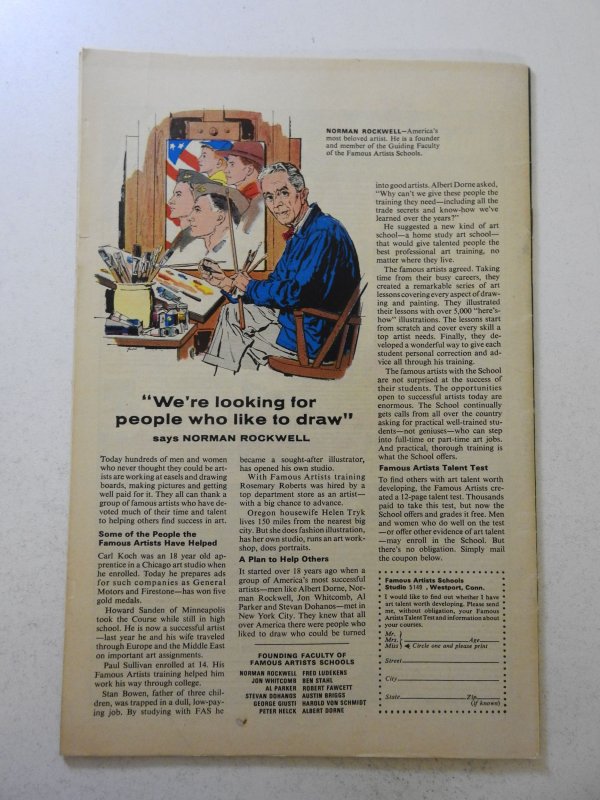 NORMAN ROCKWELL—America's
most beloved artist. He is a founder
and member of the Guiding Faculty
of the Famous Artists Schools.
"We're looking for
people who like to draw"
says NORMAN ROCKWELL
Today hundreds of men and women
who never thought they could be art-
ists are working at easels and drawing
boards, making pictures and getting
well paid for it. They all can thank a
group of famous artists who have de-
voted much of their time and talent
to helping others find success in art.
Some of the People the
Famous Artists Have Helped
Carl Koch was an 18 year old ap-
prentice in a Chicago art studio when
he enrolled. Today he prepares ads
for such companies as General
Motors and Firestone—has won five
gold medals.
Howard Sanden of Minneapolis
took the Course while still in high
school. He is now a successful artist
—last year he and his wife traveled
through Europe and the Middle East
on important art assignments.
Paul Sullivan enrolled at 14. His
Famous Artists training helped him
work his way through college.
Stan Bowen, father of three chil-
dren, was trapped in a dull, low-pay-
ing job. By studying with FAS he
became a sought-after illustrator,
has opened his own studio.
With Famous Artists training
Rosemary Roberts was hired by a
top department store as an artist—
with a big chance to advance.
Oregon housewife Helen Tryk
lives 150 miles from the nearest big
city. But she does fashion illustration,
has her own studio, runs an art work-
shop, does portraits.
A Plan to Help Others
It started over 18 years ago when a
group of America's most successful
artists—men like Albert Dorne, Nor-
man Rockwell, Jon Whitcomb, Al
Parker and Stevan Dohanos—met in
New York City. They knew that all
over America there were people who
liked to draw who could be turned
FOUNDING FACULTY OF
FAMOUS ARTISTS SCHOOLS
NORMAN ROCKWELL FRED LUDEKENS
JON WHITCOMB BEN STAHL
AL PARKER ROBERT FAWCETT
STEVAN DOHANOS AUSTIN BRIGGS
GEORGE GIUSTI HAROLD VON SCHMIDT
PETER HELCK ALBERT DORNE
into good artists. Albert Dorne asked,
"Why can't we give these people the
training they need—including all the
trade secrets and know-how we've
learned over the years?"
He suggested a new kind of art
school—a home study art school—
that would give talented people the
best professional art training, no
matter where they live.
The famous artists agreed. Taking
time from their busy careers, they
created a remarkable series of art
lessons covering every aspect of draw-
ing and painting. They illustrated
their lessons with over 5,000 "here's-
how" illustrations. The lessons start
from scratch and cover every skill a
top artist needs. Finally, they de-
veloped a wonderful way to give each
student personal correction and ad-
vice all through his training.
The famous artists with the School
are not surprised at the success of
their students. The opportunities
open to successful artists today are
enormous. The School continually
gets calls from all over the country
asking for practical well-trained stu-
dents—not geniuses—who can step
into full-time or part-time art jobs.
And practical, thorough training is
what the School offers.
Famous Artists Talent Test
To find others with art talent worth
developing, the Famous Artists cre-
ated a 12-page talent test. Thousands
paid to take this test, but now the
School offers and grades it free. Men
and women who do well on the test
—or offer other evidence of art talent
—may enroll in the School. But
there's no obligation. Simply mail
the coupon below.
Famous Artists Schools
Studio 5149, Westport, Conn.
I would like to find out whether I have
art talent worth developing. Please send
me, without obligation, your Famous
Artists Talent Test and information about
your courses.
Mr.
Mrs. Age
Miss Circle one and please print
Street
City
State Zip
(if known)